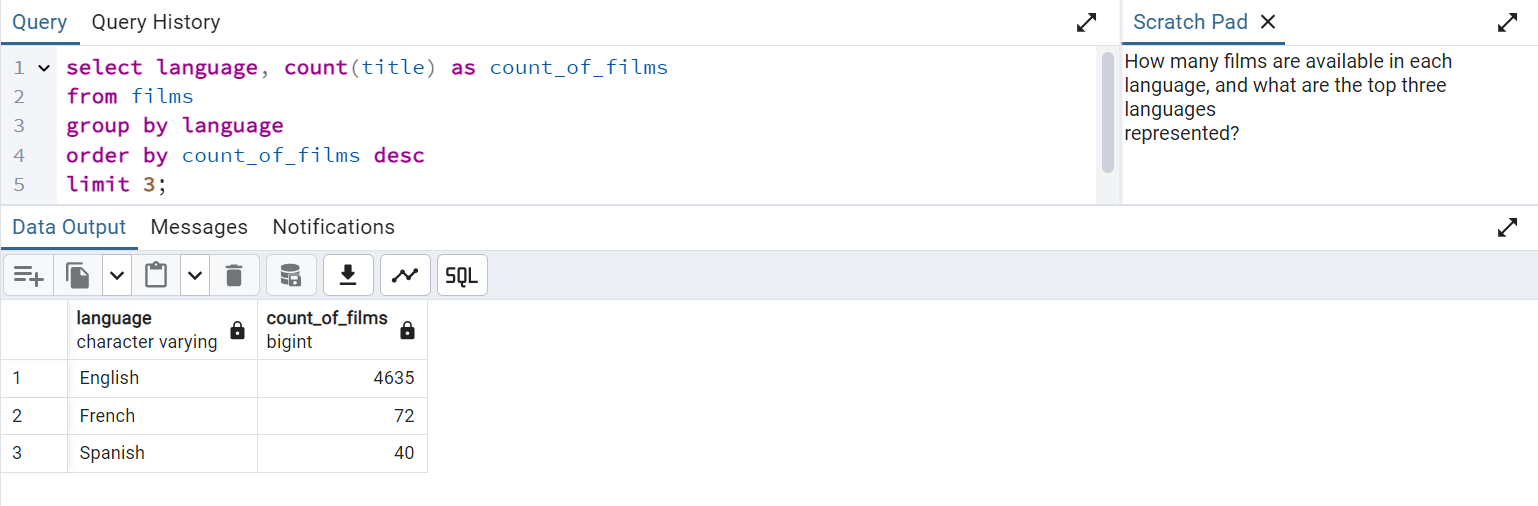 Query Query History
Scratch Pad
1 select language, count(title) as count_of_films
2 from films
3 group by language
4 order by count_of_films desc
5 limit 3;
How many films are available in each
language, and what are the top three
languages
represented?
Data Output Messages Notifications
SQL
language count_of_films
character varying bigint
1 English 4635
2 French 72
3 Spanish 40